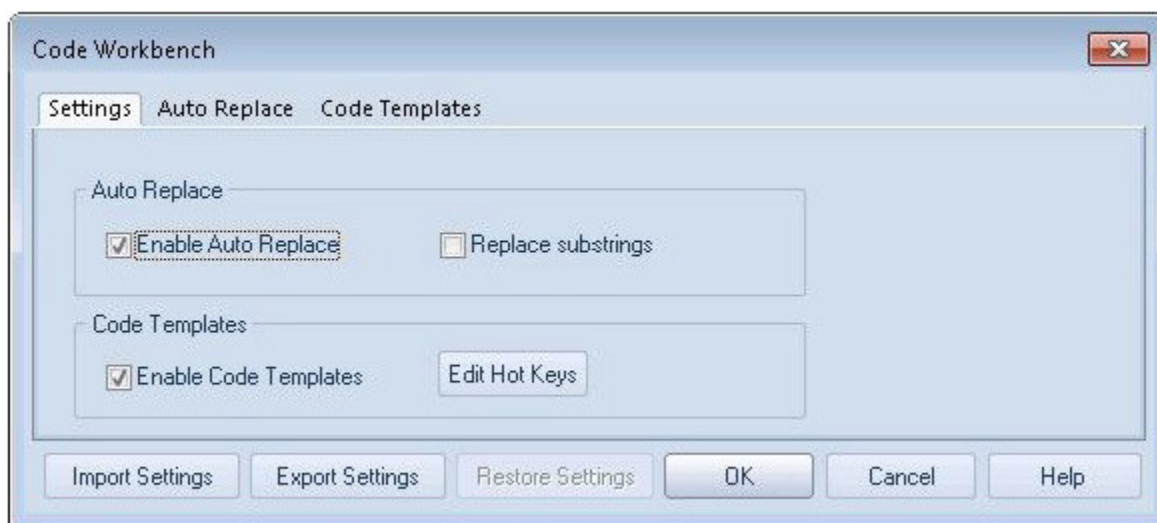 Code Workbench
Settings Auto Replace Code Templates
Auto Replace
Enable Auto Replace Replace substrings
Code Templates
Enable Code Templates Edit Hot Keys
Import Settings Export Settings Restore Settings OK Cancel Help